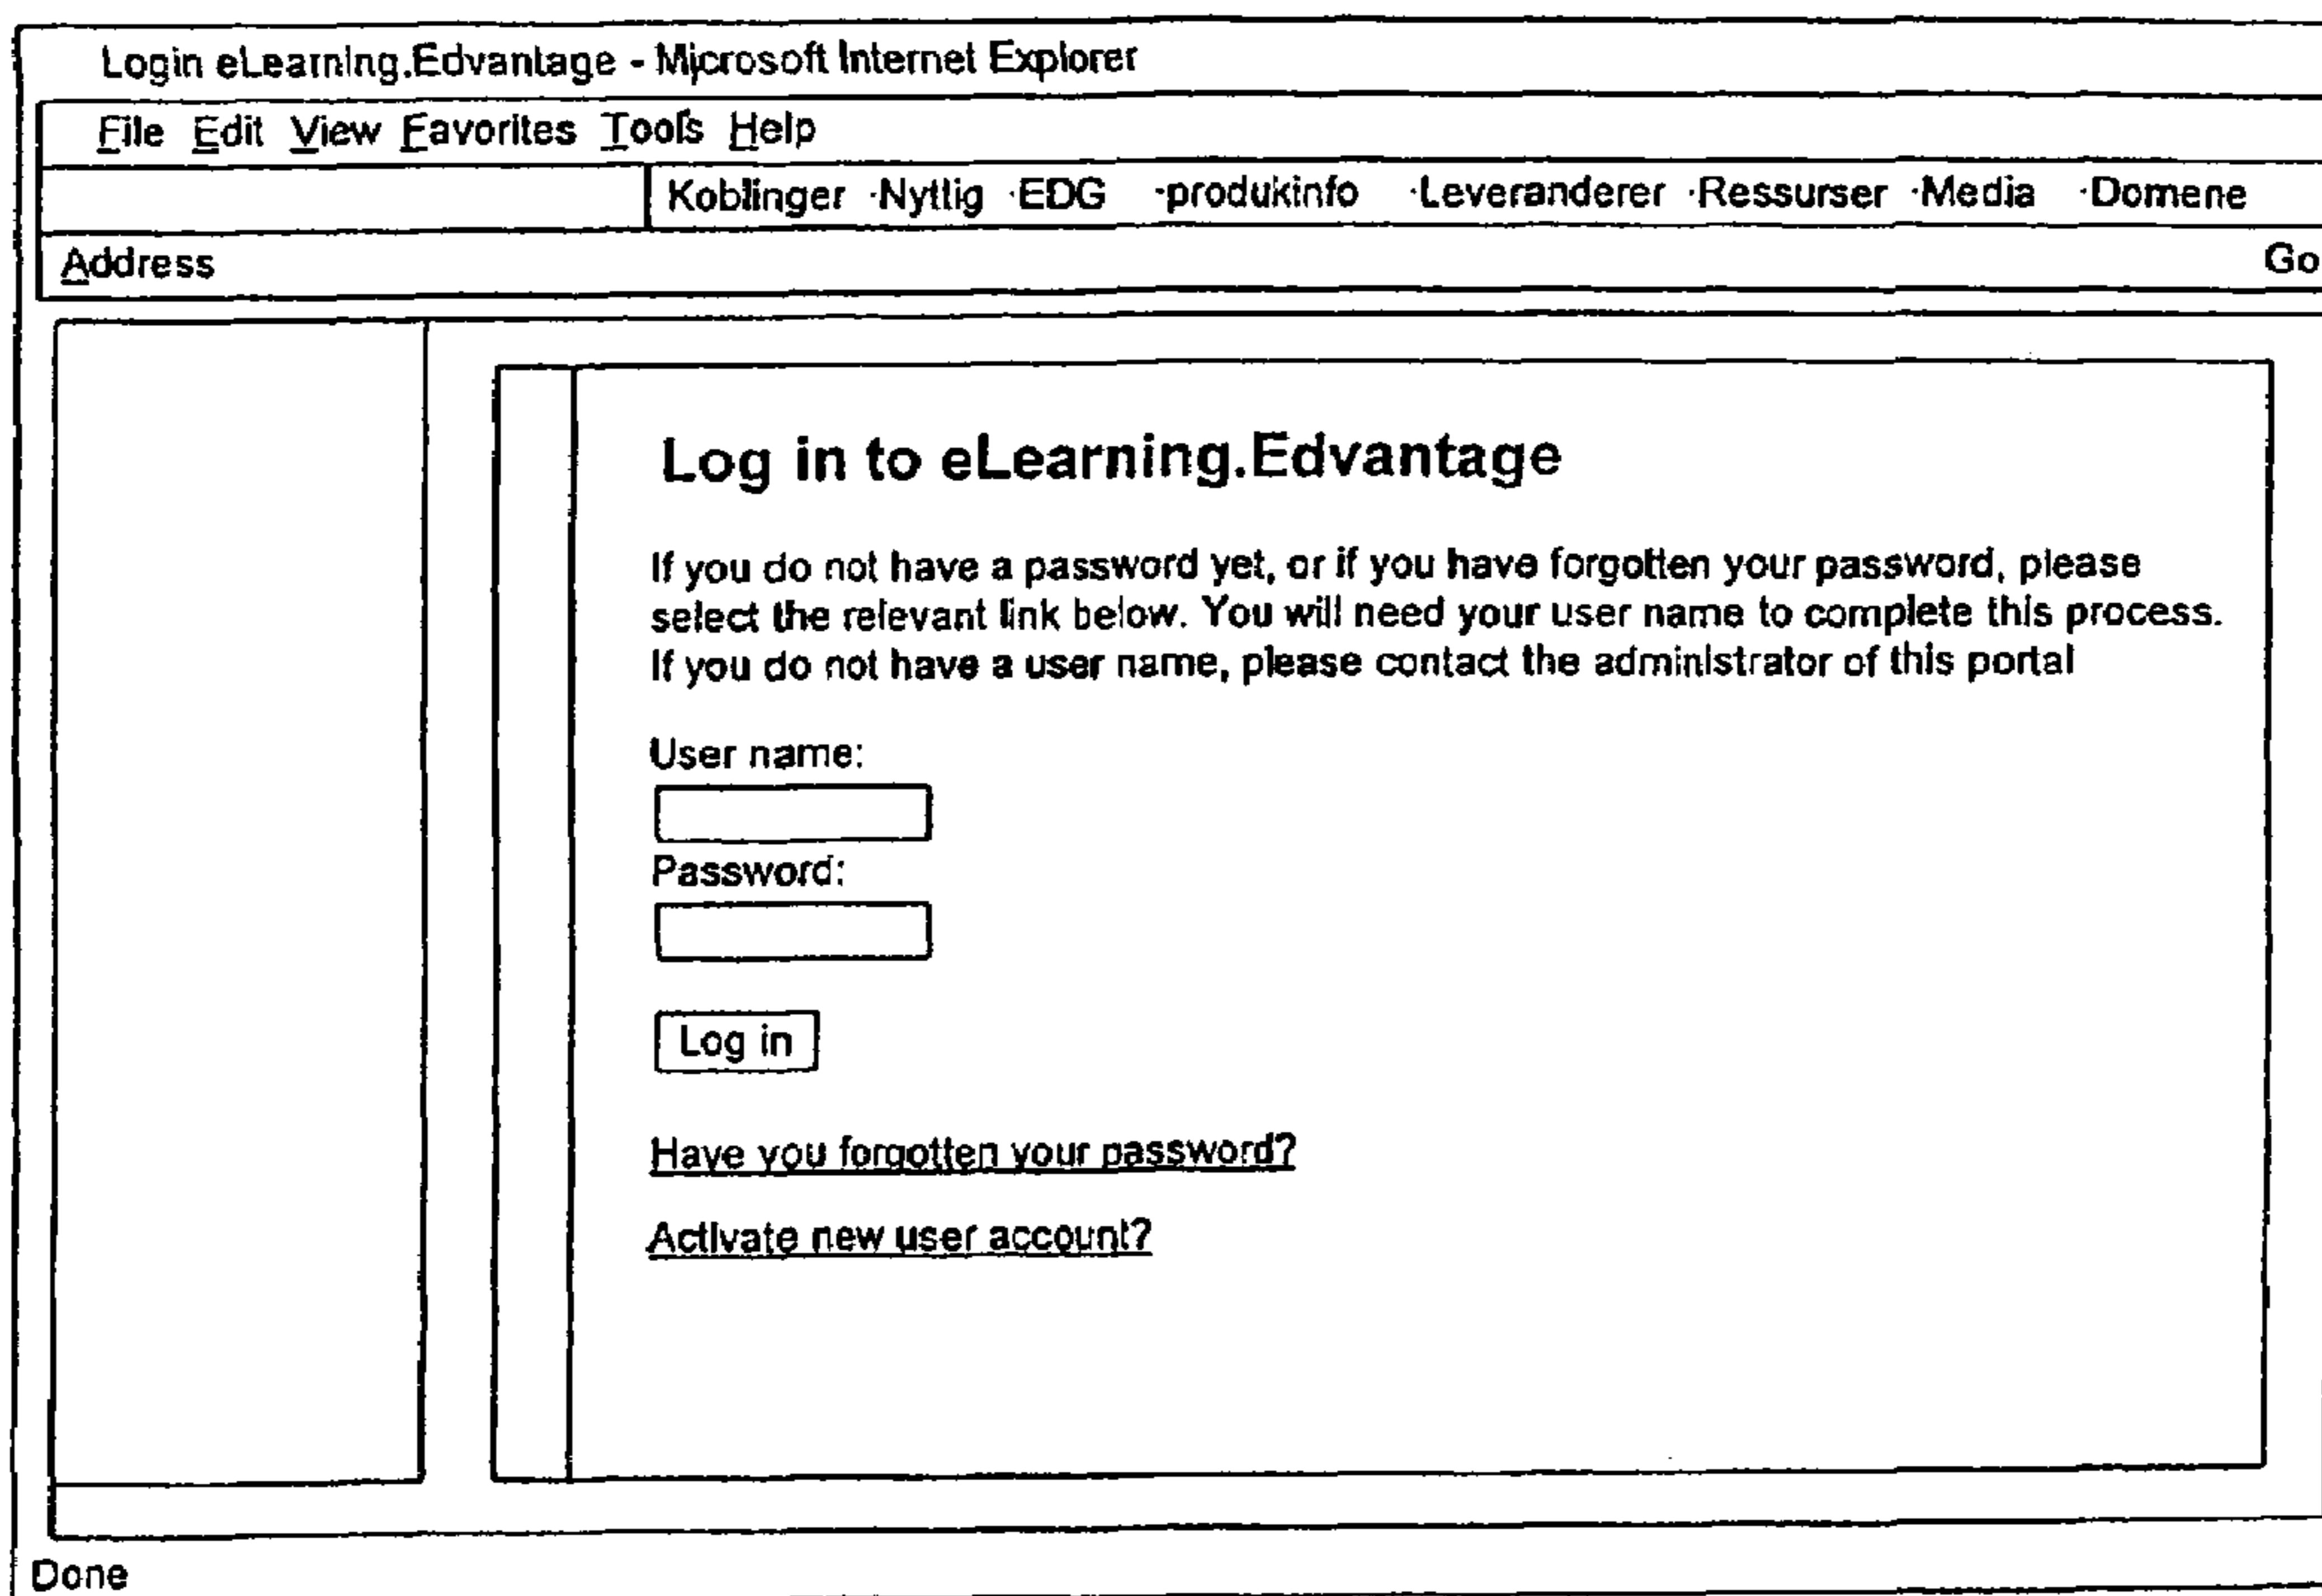 Login eLearning.Edvantage - Microsoft Internet Explorer
File Edit View Favorites Tools Help
Koblinger ·Nyttig ·EDG ·produktinfo ·Leveranderer ·Ressurser ·Media ·Domene
Address Go
Log in to eLearning.Edvantage
If you do not have a password yet, or if you have forgotten your password, please
select the relevant link below. You will need your user name to complete this process.
If you do not have a user name, please contact the administrator of this portal
User name:
Password:
Log in
Have you forgotten your password?
Activate new user account?
Done